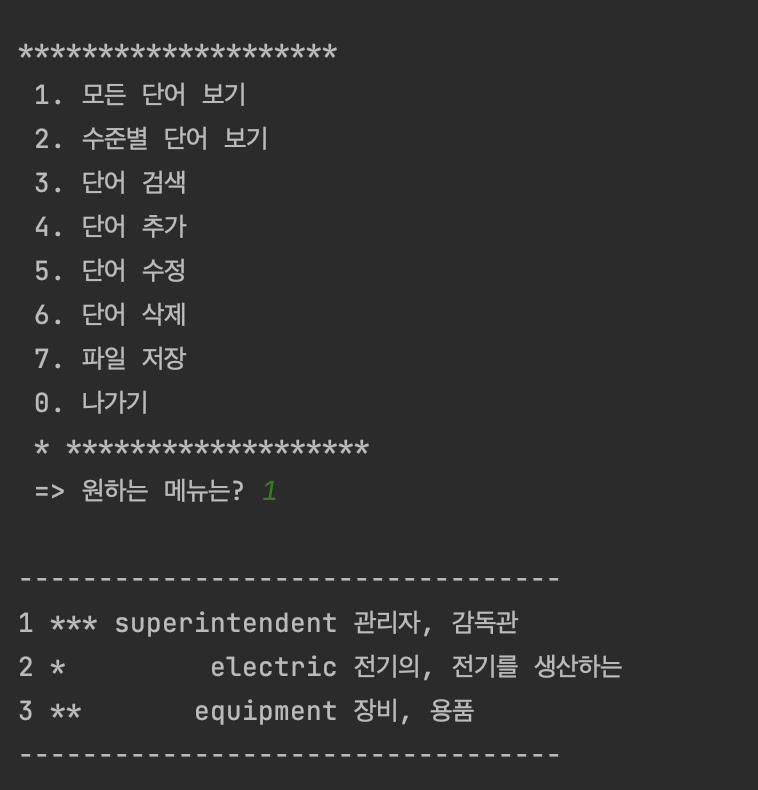 ********************
1. 모든 단어 보기
2. 수준별 단어 보기
3. 단어 검색
4. 단어 추가
5. 단어 수정
6. 단어 삭제
7. 파일 저장
0. 나가기
* *******************
=> 원하는 메뉴는? 1
----------------------------------
1 *** superintendent 관리자, 감독관
2 *         electric 전기의, 전기를 생산하는
3 **       equipment 장비, 용품
----------------------------------